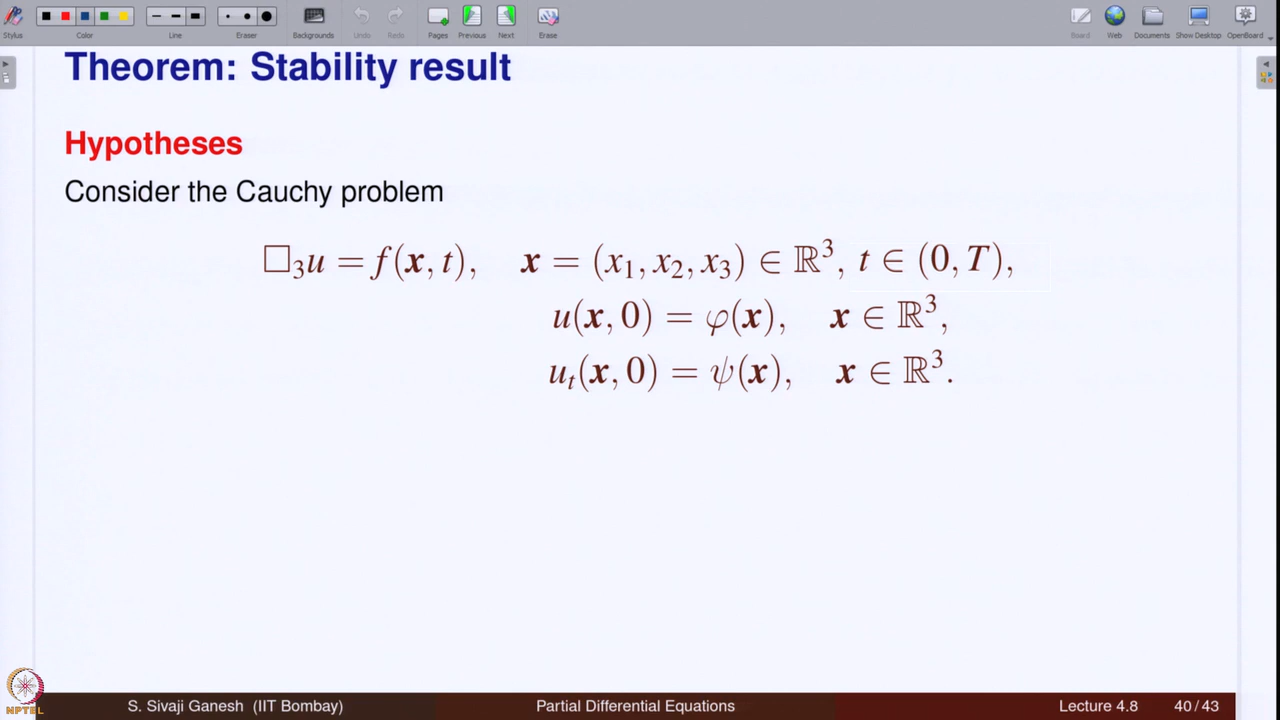 Stylus Color Line Eraser Backgrounds Undo Redo Pages Previous Next Erase Board Web Documents Show Desktop OpenBoard
Theorem: Stability result
Hypotheses
Consider the Cauchy problem
□₃u = f(x, t), x = (x₁, x₂, x₃) ∈ ℝ³, t ∈ (0, T),
u(x, 0) = φ(x), x ∈ ℝ³,
uₜ(x, 0) = ψ(x), x ∈ ℝ³.
NPTEL
S. Sivaji Ganesh (IIT Bombay) Partial Differential Equations Lecture 4.8 40 / 43